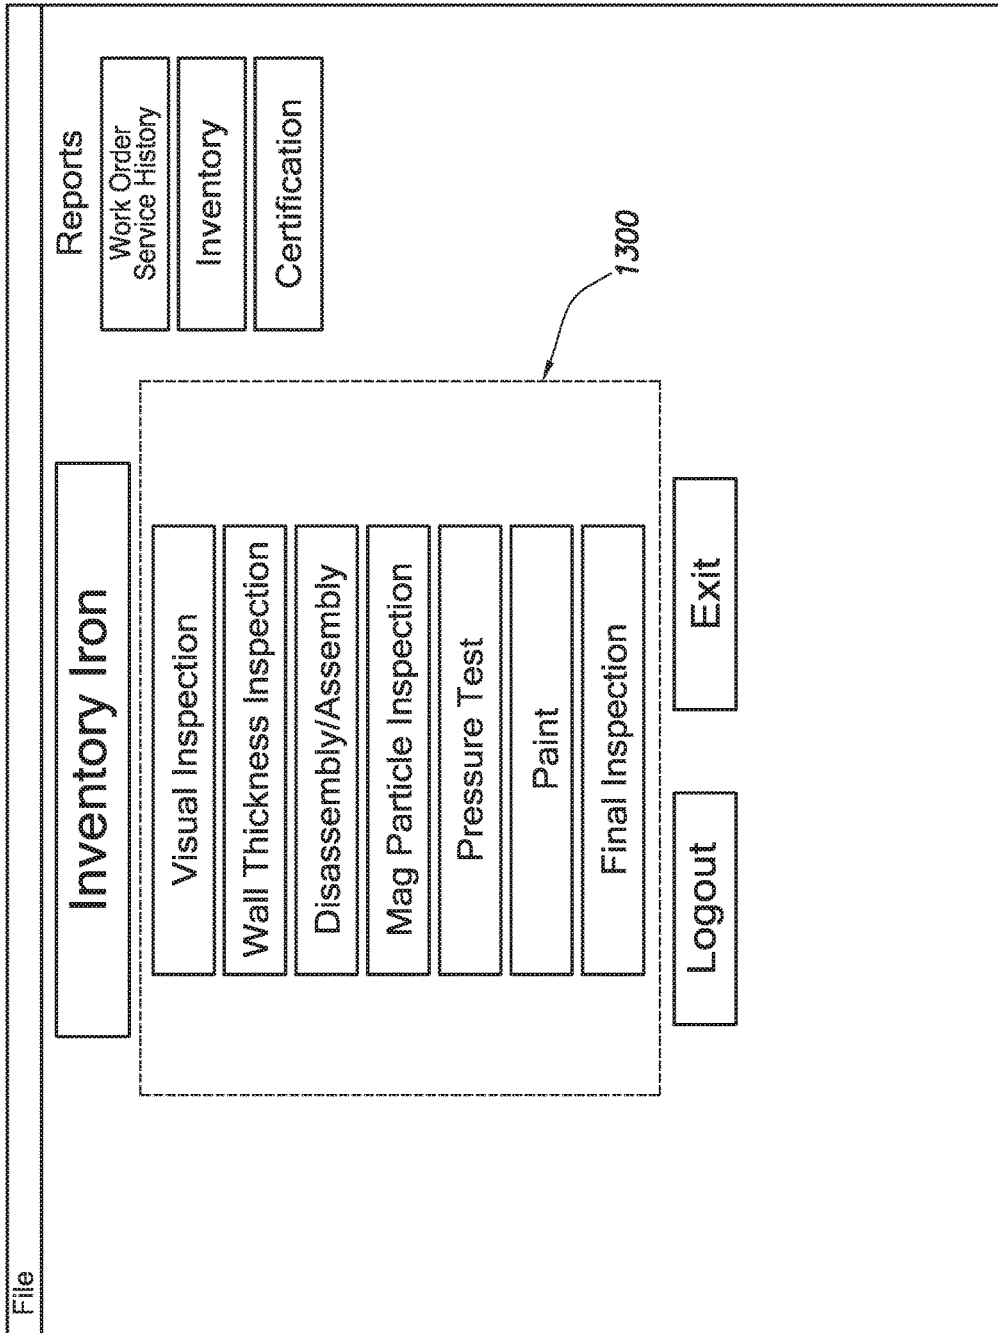 File
Inventory Iron
Visual Inspection
Wall Thickness Inspection
Disassembly/Assembly
Mag Particle Inspection
Pressure Test
Paint
Final Inspection
Logout
Exit
Reports
Work Order
Service History
Inventory
Certification
1300